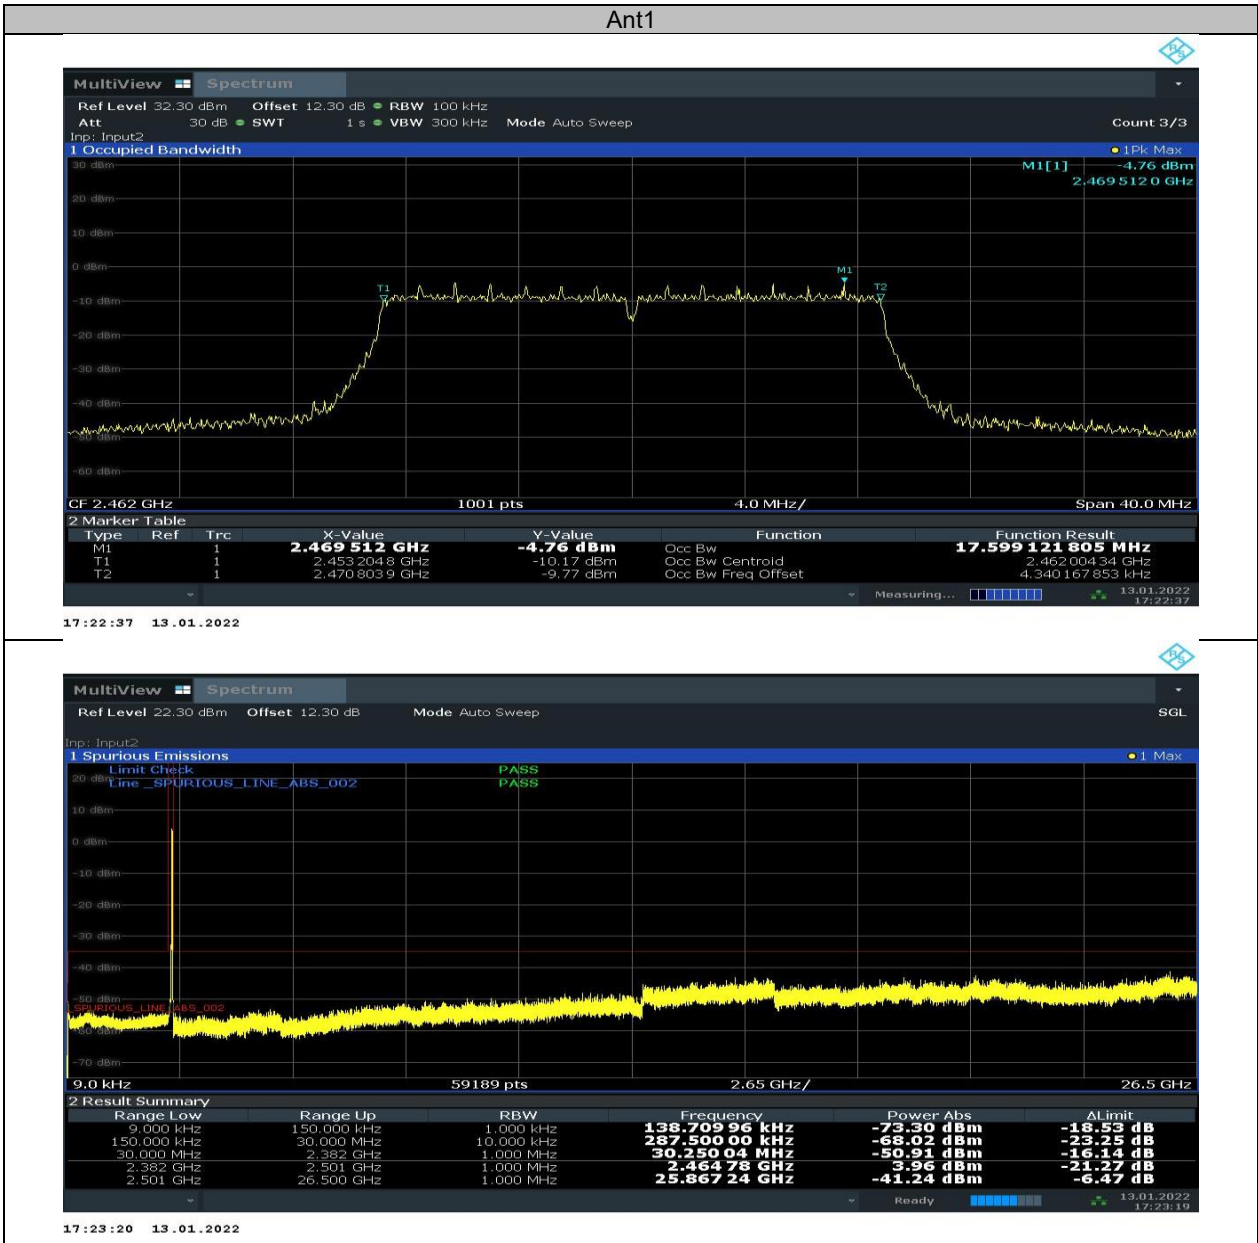 Ant1
R&S
MultiView Spectrum
Ref Level 32.30 dBm Offset 12.30 dB RBW 100 kHz
Att 30 dB SWT 1 s VBW 300 kHz Mode Auto Sweep Count 3/3
Inp: Input2
1 Occupied Bandwidth 1Pk Max
30 dBm M1[1] -4.76 dBm
2.469 512 0 GHz
20 dBm
10 dBm
0 dBm
M1
T1 T2
-10 dBm
-20 dBm
-30 dBm
-40 dBm
-50 dBm
-60 dBm
CF 2.462 GHz 1001 pts 4.0 MHz/ Span 40.0 MHz
2 Marker Table
Type Ref Trc X-Value Y-Value Function Function Result
M1 1 2.469 512 GHz -4.76 dBm Occ Bw 17.599 121 805 MHz
T1 1 2.453 204 8 GHz -10.17 dBm Occ Bw Centroid 2.462 004 34 GHz
T2 1 2.470 803 9 GHz -9.77 dBm Occ Bw Freq Offset 4.340 167 853 kHz
Measuring... 13.01.2022
17:22:37
17:22:37 13.01.2022
R&S
MultiView Spectrum
Ref Level 22.30 dBm Offset 12.30 dB Mode Auto Sweep SGL
Inp: Input2
1 Spurious Emissions 1 Max
Limit Check PASS
20 dBm Line _SPURIOUS_LINE_ABS_002 PASS
10 dBm
0 dBm
-10 dBm
-20 dBm
-30 dBm
-40 dBm
-50 dBm
_SPURIOUS_LINE_ABS_002
-60 dBm
-70 dBm
9.0 kHz 59189 pts 2.65 GHz/ 26.5 GHz
2 Result Summary
Range Low Range Up RBW Frequency Power Abs ΔLimit
9.000 kHz 150.000 kHz 1.000 kHz 138.709 96 kHz -73.30 dBm -18.53 dB
150.000 kHz 30.000 MHz 10.000 kHz 287.500 00 kHz -68.02 dBm -23.25 dB
30.000 MHz 2.382 GHz 1.000 MHz 30.250 04 MHz -50.91 dBm -16.14 dB
2.382 GHz 2.501 GHz 1.000 MHz 2.464 78 GHz 3.96 dBm -21.27 dB
2.501 GHz 26.500 GHz 1.000 MHz 25.867 24 GHz -41.24 dBm -6.47 dB
Ready 13.01.2022
17:23:19
17:23:20 13.01.2022